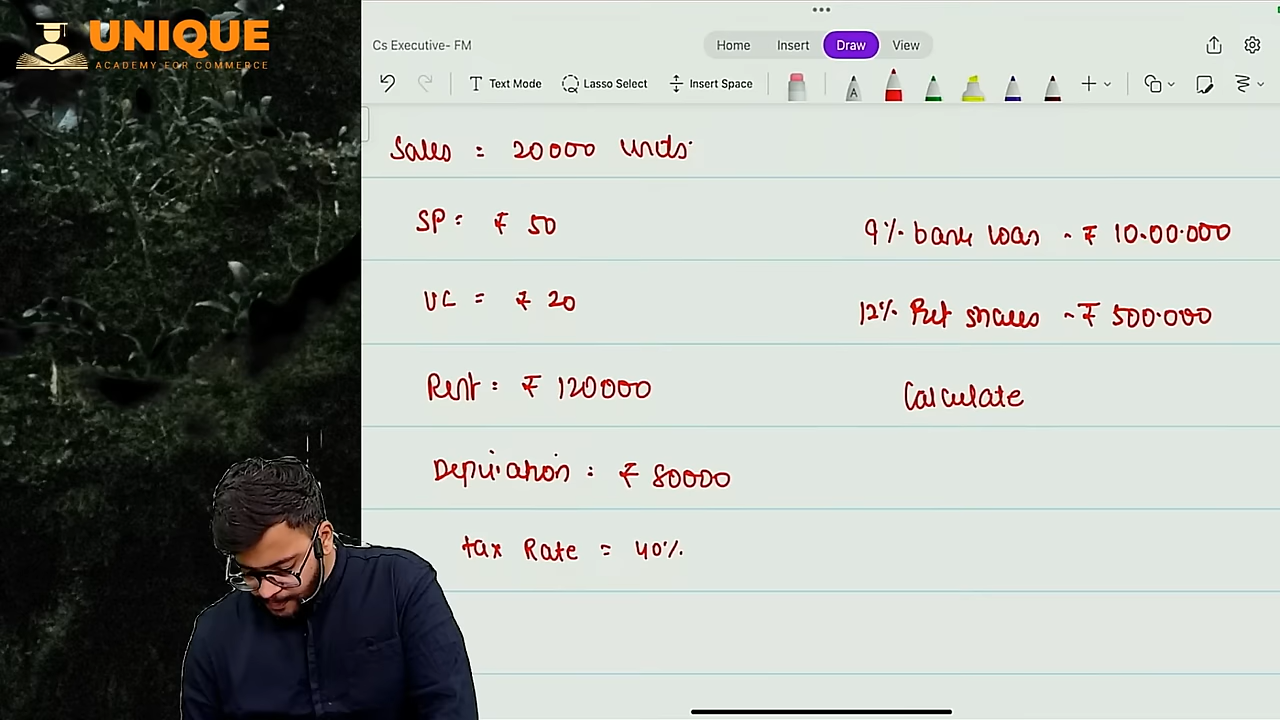 UNIQUE
ACADEMY FOR COMMERCE
Cs Executive- FM
Home Insert Draw View
Text Mode Lasso Select Insert Space
A
Sales = 20000 units
SP = ₹ 50
VC = ₹ 20
Rent = ₹ 120000
Depreciation = ₹ 80000
tax Rate = 40%
9% bank loan - ₹ 10.00.000
12% Pref shares - ₹ 500.000
Calculate